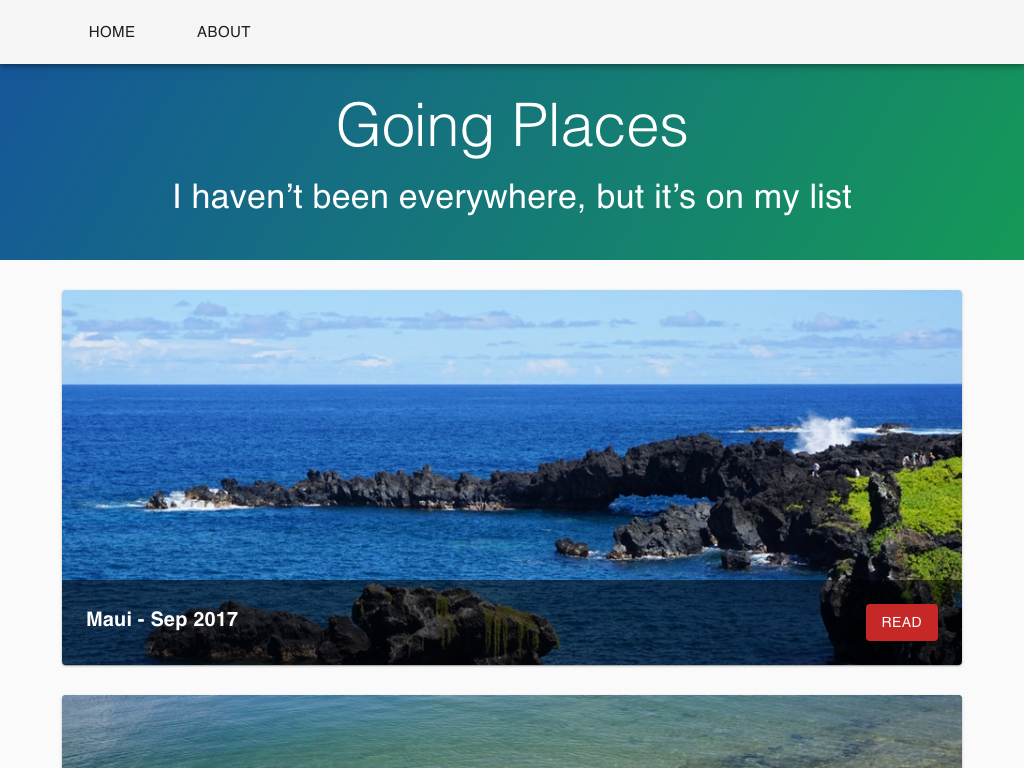 HOME ABOUT
Going Places
I haven’t been everywhere, but it’s on my list
Maui - Sep 2017
READ